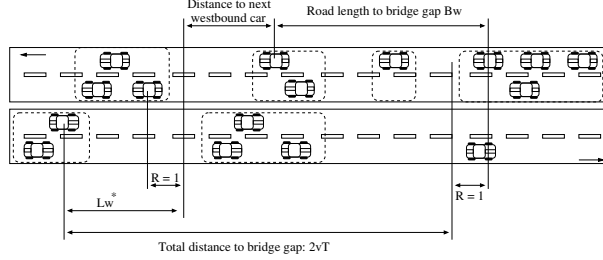 Distance to next
westbound car
Road length to bridge gap Bw
R = 1
R = 1
Lw*
Total distance to bridge gap: 2vT